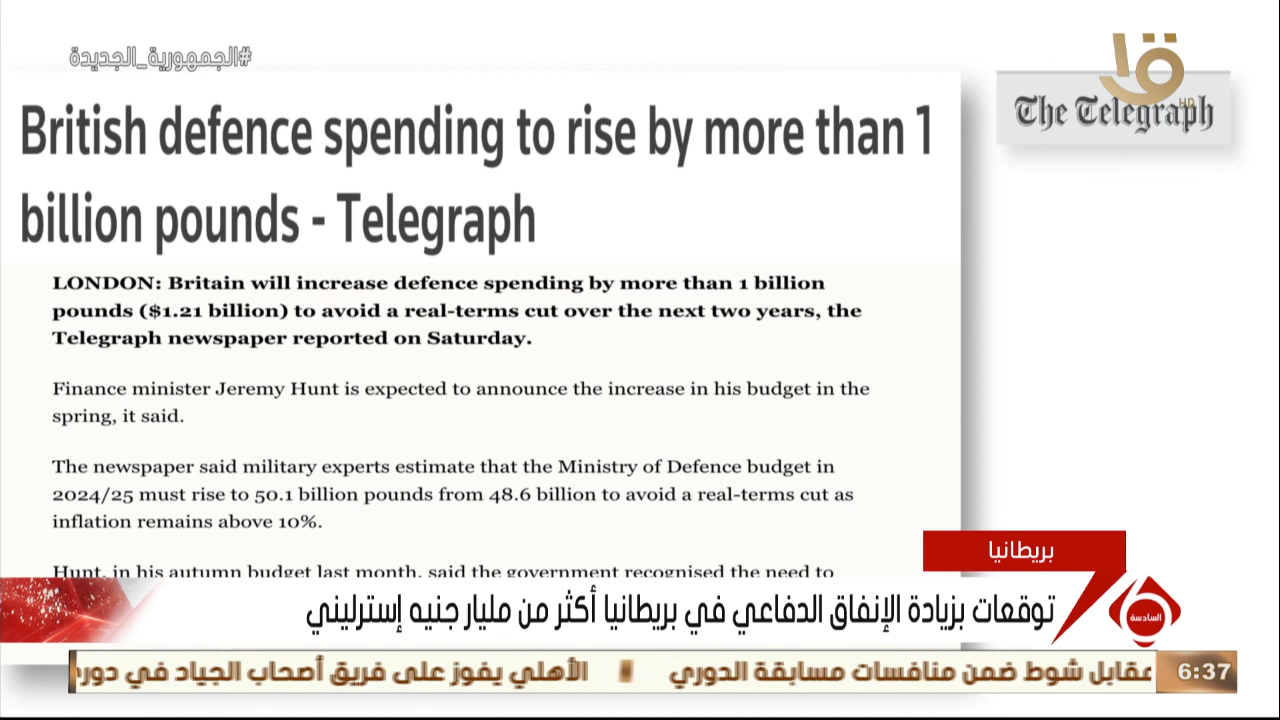 #الجمهورية_الجديدة
The Telegraph
HD
British defence spending to rise by more than 1
billion pounds - Telegraph
LONDON: Britain will increase defence spending by more than 1 billion
pounds ($1.21 billion) to avoid a real-terms cut over the next two years, the
Telegraph newspaper reported on Saturday.
Finance minister Jeremy Hunt is expected to announce the increase in his budget in the
spring, it said.
The newspaper said military experts estimate that the Ministry of Defence budget in
2024/25 must rise to 50.1 billion pounds from 48.6 billion to avoid a real-terms cut as
inflation remains above 10%.
Hunt, in his autumn budget last month, said the government recognised the need to
بريطانيا
توقعات بزيادة الإنفاق الدفاعي في بريطانيا أكثر من مليار جنيه إسترليني
السادسة
مقابل شوط ضمن منافسات مسابقة الدوري الأهلي يفوز على فريق أصحاب الجياد في
6:37